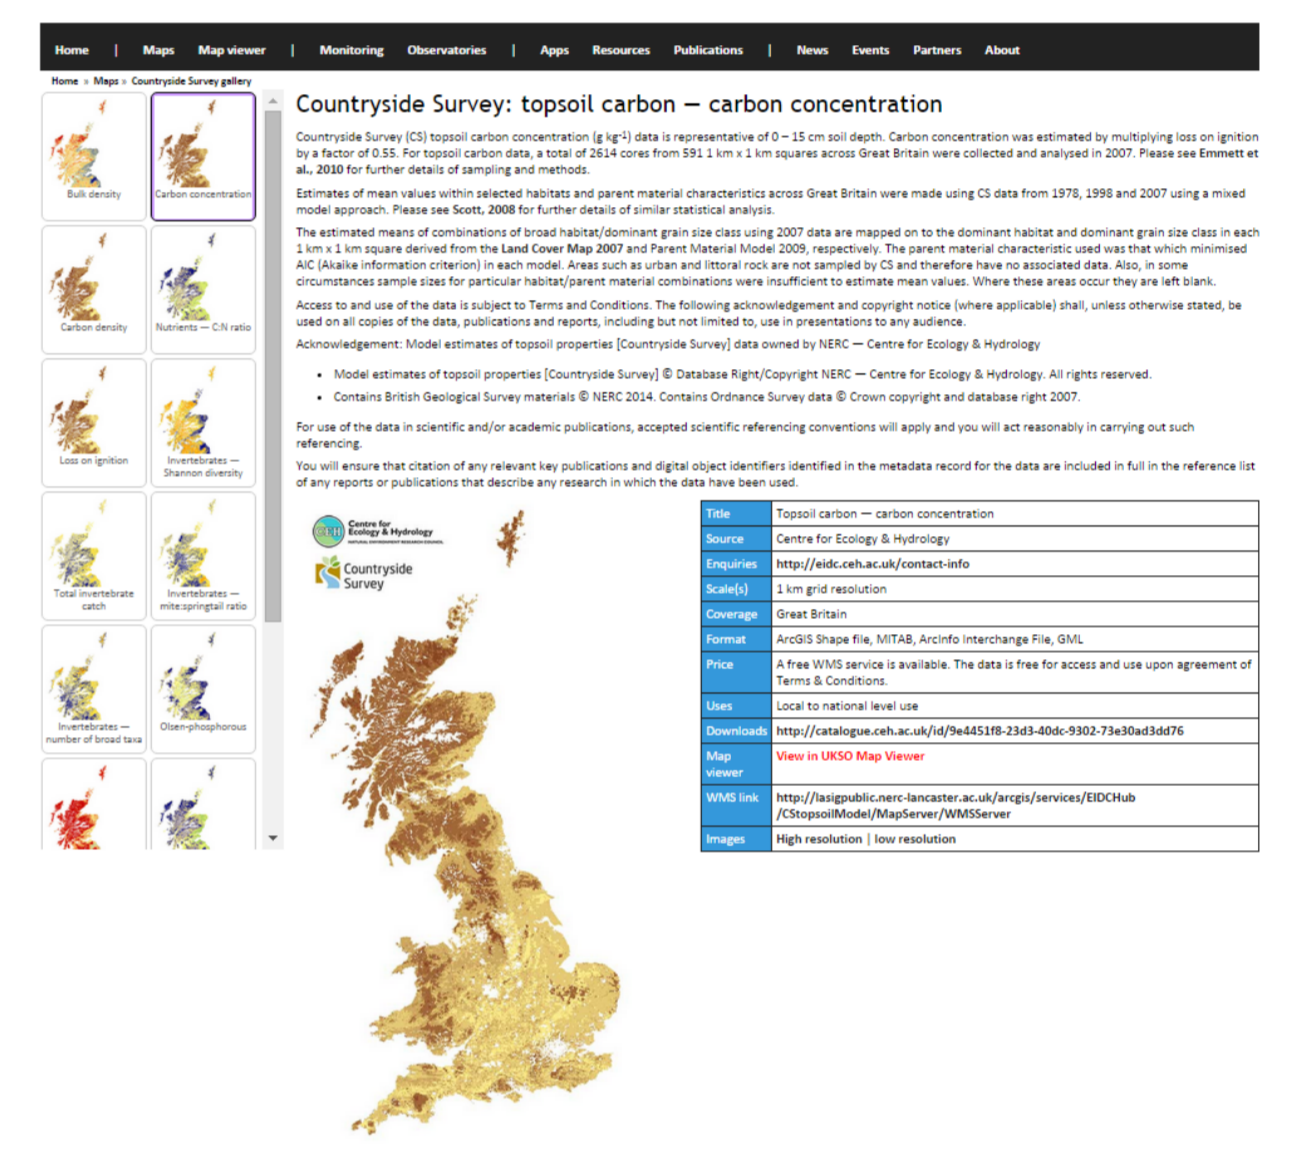 Home | Maps Map viewer | Monitoring Observatories | Apps Resources Publications | News Events Partners About
Home » Maps » Countryside Survey gallery
Bulk density
Carbon concentration
Carbon density
Nutrients — C:N ratio
Loss on ignition
Invertebrates —
Shannon diversity
Total invertebrate
catch
Invertebrates —
mite:springtail ratio
Invertebrates —
number of broad taxa
Olsen-phosphorous
Countryside Survey: topsoil carbon — carbon concentration
Countryside Survey (CS) topsoil carbon concentration (g kg-1) data is representative of 0 – 15 cm soil depth. Carbon concentration was estimated by multiplying loss on ignition
by a factor of 0.55. For topsoil carbon data, a total of 2614 cores from 591 1 km x 1 km squares across Great Britain were collected and analysed in 2007. Please see Emmett et
al., 2010 for further details of sampling and methods.
Estimates of mean values within selected habitats and parent material characteristics across Great Britain were made using CS data from 1978, 1998 and 2007 using a mixed
model approach. Please see Scott, 2008 for further details of similar statistical analysis.
The estimated means of combinations of broad habitat/dominant grain size class using 2007 data are mapped on to the dominant habitat and dominant grain size class in each
1 km x 1 km square derived from the Land Cover Map 2007 and Parent Material Model 2009, respectively. The parent material characteristic used was that which minimised
AIC (Akaike information criterion) in each model. Areas such as urban and littoral rock are not sampled by CS and therefore have no associated data. Also, in some
circumstances sample sizes for particular habitat/parent material combinations were insufficient to estimate mean values. Where these areas occur they are left blank.
Access to and use of the data is subject to Terms and Conditions. The following acknowledgement and copyright notice (where applicable) shall, unless otherwise stated, be
used on all copies of the data, publications and reports, including but not limited to, use in presentations to any audience.
Acknowledgement: Model estimates of topsoil properties [Countryside Survey] data owned by NERC — Centre for Ecology & Hydrology
• Model estimates of topsoil properties [Countryside Survey] © Database Right/Copyright NERC — Centre for Ecology & Hydrology. All rights reserved.
• Contains British Geological Survey materials © NERC 2014. Contains Ordnance Survey data © Crown copyright and database right 2007.
For use of the data in scientific and/or academic publications, accepted scientific referencing conventions will apply and you will act reasonably in carrying out such
referencing.
You will ensure that citation of any relevant key publications and digital object identifiers identified in the metadata record for the data are included in full in the reference list
of any reports or publications that describe any research in which the data have been used.
CEH
Centre for
Ecology & Hydrology
NATURAL ENVIRONMENT RESEARCH COUNCIL
Countryside
Survey
Title Topsoil carbon — carbon concentration
Source Centre for Ecology & Hydrology
Enquiries http://eidc.ceh.ac.uk/contact-info
Scale(s) 1 km grid resolution
Coverage Great Britain
Format ArcGIS Shape file, MITAB, ArcInfo Interchange File, GML
Price A free WMS service is available. The data is free for access and use upon agreement of
Terms & Conditions.
Uses Local to national level use
Downloads http://catalogue.ceh.ac.uk/id/9e4451f8-23d3-40dc-9302-73e30ad3dd76
Map View in UKSO Map Viewer
viewer
WMS link http://lasigpublic.nerc-lancaster.ac.uk/arcgis/services/EIDCHub
/CStopsoilModel/MapServer/WMSServer
Images High resolution | low resolution